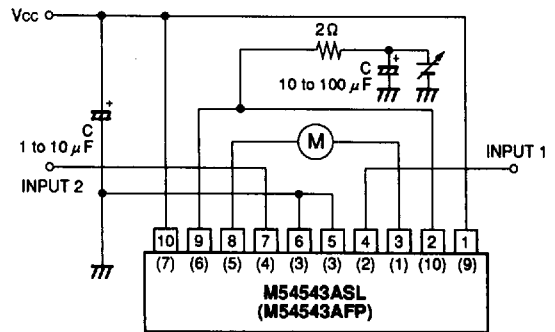 Vcc
2Ω
+
C
10 to 100 μF
+
C
1 to 10 μF
M
INPUT 1
INPUT 2
10 9 8 7 6 5 4 3 2 1
(7) (6) (5) (4) (3) (3) (2) (1) (10) (9)
M54543ASL
(M54543AFP)